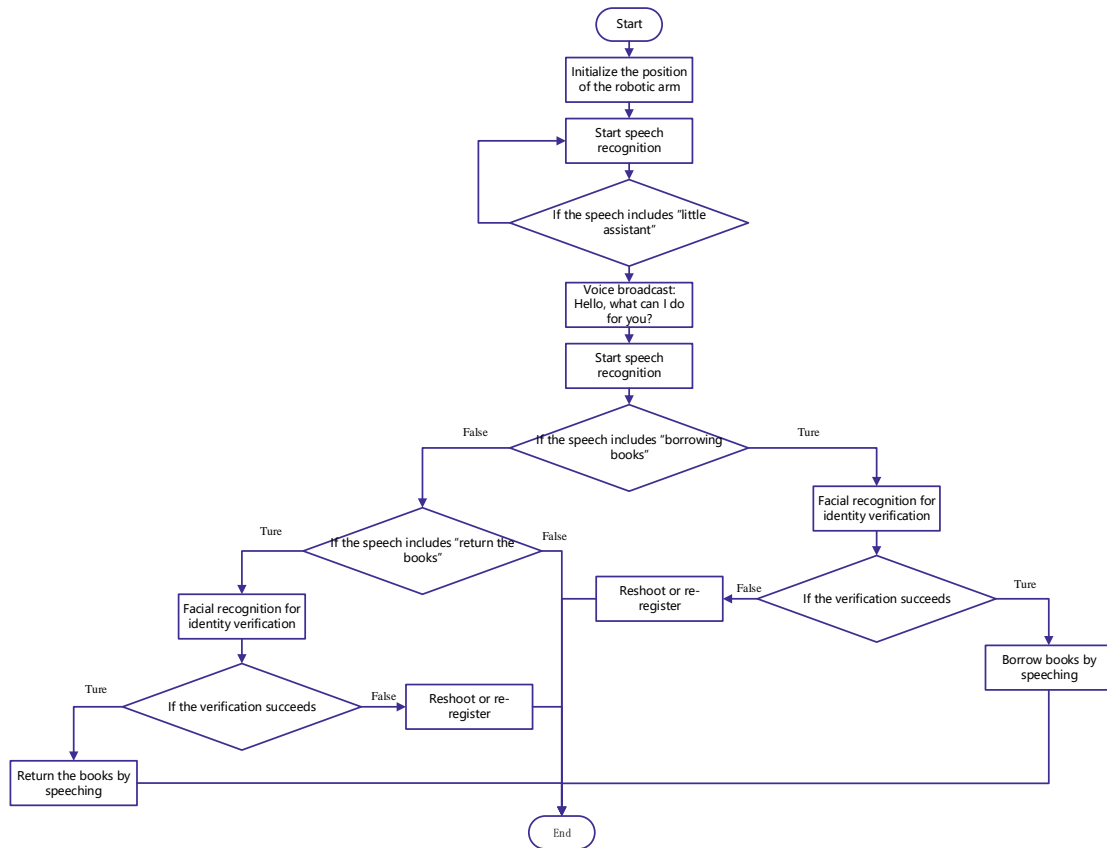 Start
Initialize the position
of the robotic arm
Start speech
recognition
If the speech includes “little
assistant”
Voice broadcast:
Hello, what can I do
for you?
Start speech
recognition
False
If the speech includes “borrowing
books”
Ture
Facial recognition for
identity verification
Ture
If the speech includes “return the
books”
False
Reshoot or re-
register
False
If the verification succeeds
Ture
Facial recognition for
identity verification
Borrow books by
speeching
Ture
If the verification succeeds
False
Reshoot or re-
register
Return the books by
speeching
End